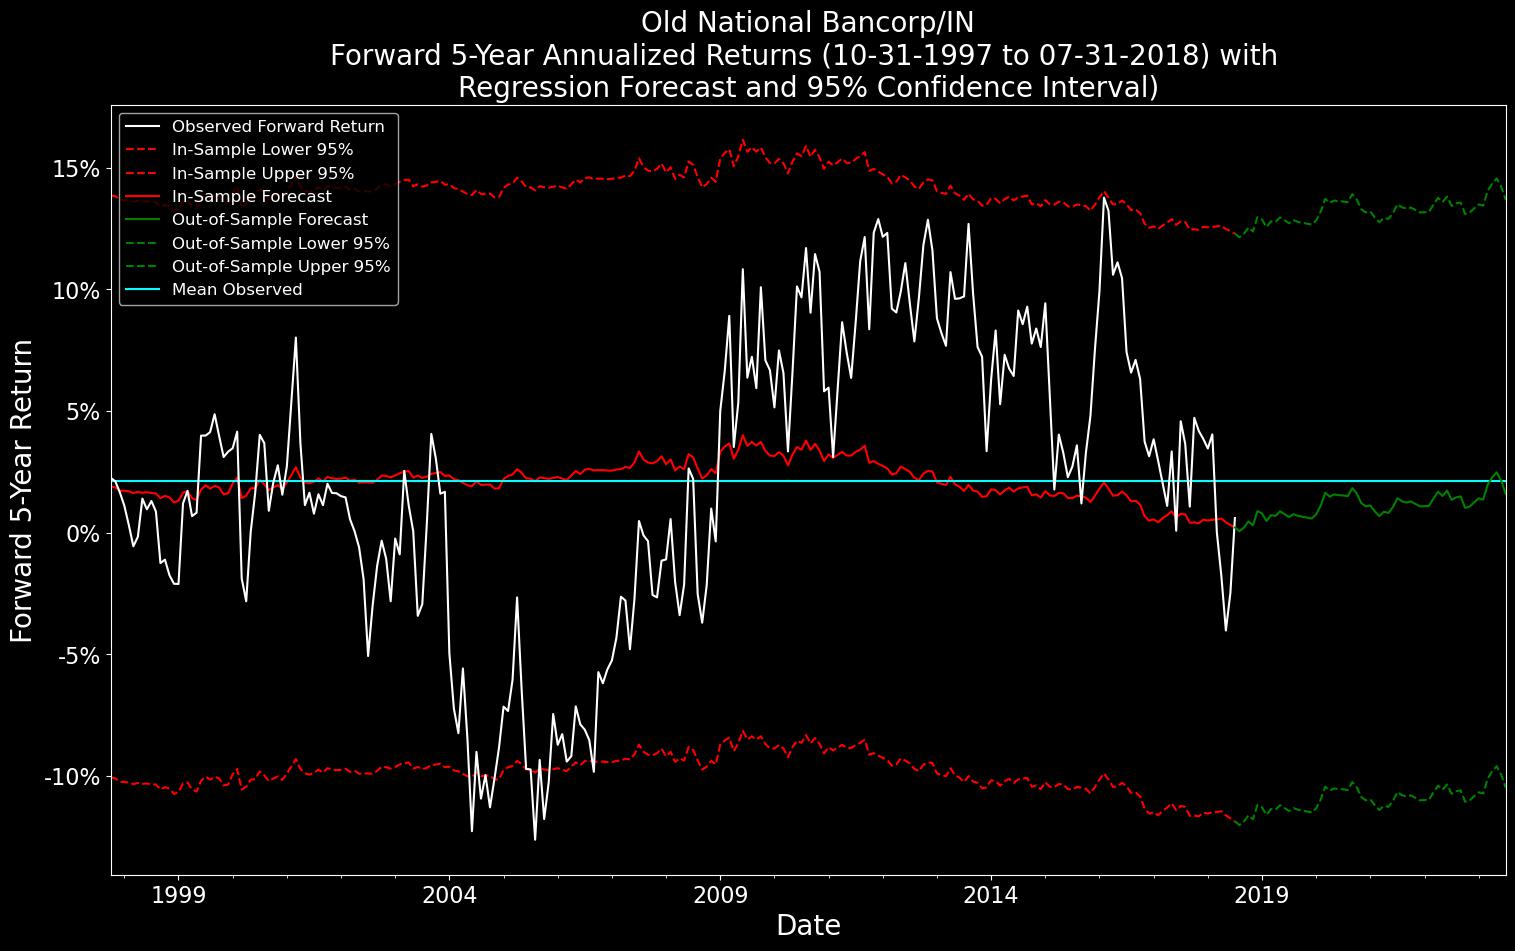 Old National Bancorp/IN
Forward 5-Year Annualized Returns (10-31-1997 to 07-31-2018) with
Regression Forecast and 95% Confidence Interval)
Observed Forward Return
In-Sample Lower 95%
In-Sample Upper 95%
In-Sample Forecast
Out-of-Sample Forecast
Out-of-Sample Lower 95%
Out-of-Sample Upper 95%
Mean Observed
15%
10%
5%
0%
-5%
-10%
Forward 5-Year Return
1999
2004
2009
2014
2019
Date